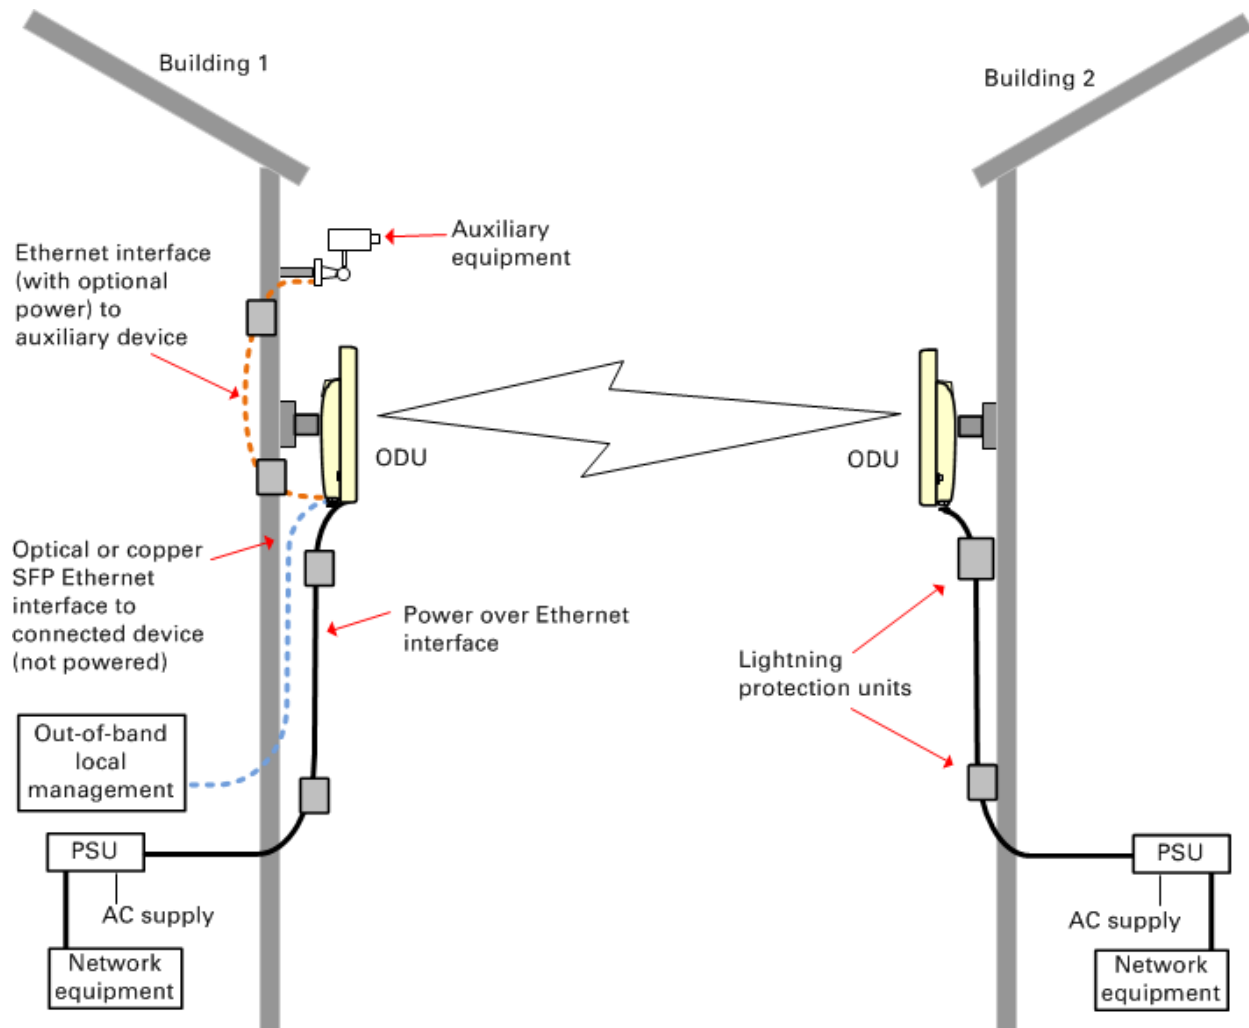 Building 1
Building 2
Auxiliary
equipment
Ethernet interface
(with optional
power) to
auxiliary device
ODU
ODU
Optical or copper
SFP Ethernet
interface to
connected device
(not powered)
Power over Ethernet
interface
Lightning
protection units
Out-of-band
local
management
PSU
AC supply
Network
equipment
PSU
AC supply
Network
equipment